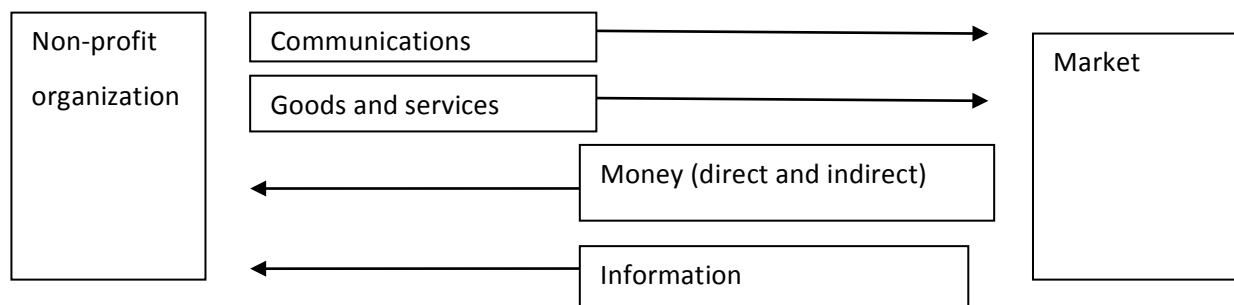 Non-profit
organization
Communications
Goods and services
Money (direct and indirect)
Information
Market